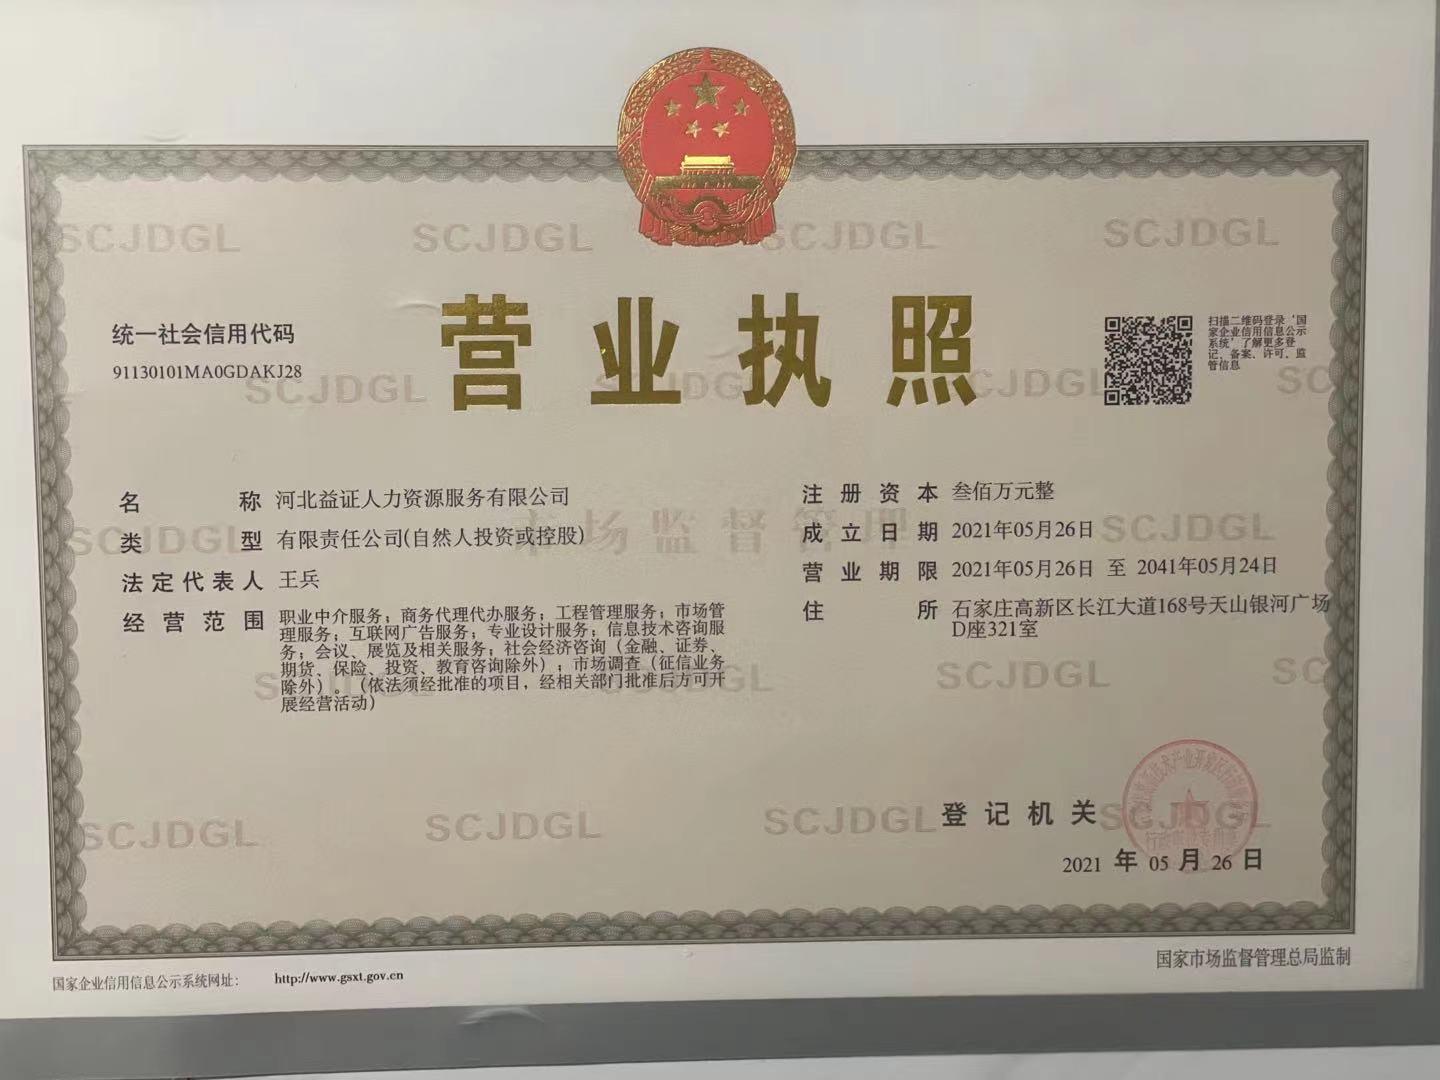 统一社会信用代码
91130101MA0GDAKJ28
营业执照
扫描二维码登录‘国
家企业信用信息公示
系统’了解更多登
记、备案、许可、监
管信息
名称 河北益证人力资源服务有限公司
类型 有限责任公司(自然人投资或控股)
法定代表人 王兵
经营范围 职业中介服务；商务代理代办服务；工程管理服务；市场管
理服务；互联网广告服务；专业设计服务；信息技术咨询服
务；会议、展览及相关服务；社会经济咨询（金融、证券、
期货、保险、投资、教育咨询除外）；市场调查（征信业务
除外）。（依法须经批准的项目，经相关部门批准后方可开
展经营活动）
注册资本 叁佰万元整
成立日期 2021年05月26日
营业期限 2021年05月26日 至 2041年05月24日
住所 石家庄高新区长江大道168号天山银河广场
D座321室
登记机关
2021 年 05 月 26 日
国家企业信用信息公示系统网址： http://www.gsxt.gov.cn
国家市场监督管理总局监制
SCJDGL
市场监督管理